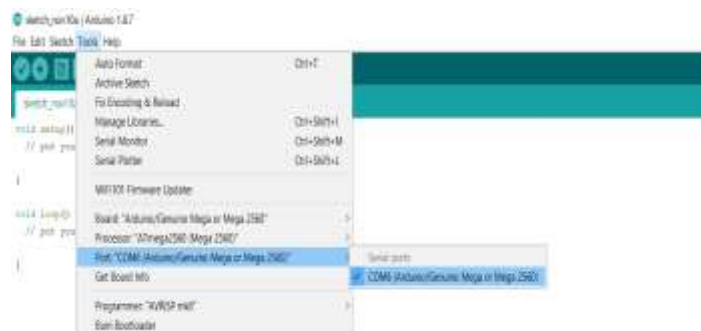 sketch_nov10a | Arduino 1.8.7
File Edit Sketch Tools Help
Auto Format Ctrl+T
Archive Sketch
Fix Encoding & Reload
Manage Libraries... Ctrl+Shift+I
Serial Monitor Ctrl+Shift+M
Serial Plotter Ctrl+Shift+L
WiFi101 Firmware Updater
Board: "Arduino/Genuino Mega or Mega 2560"
Processor: "ATmega2560 (Mega 2560)"
Port: "COM6 (Arduino/Genuino Mega or Mega 2560)"
Get Board Info
Programmer: "AVRISP mkII"
Burn Bootloader
Serial ports
COM6 (Arduino/Genuino Mega or Mega 2560)
void setup()
// put you
}
void loop()
// put you
}